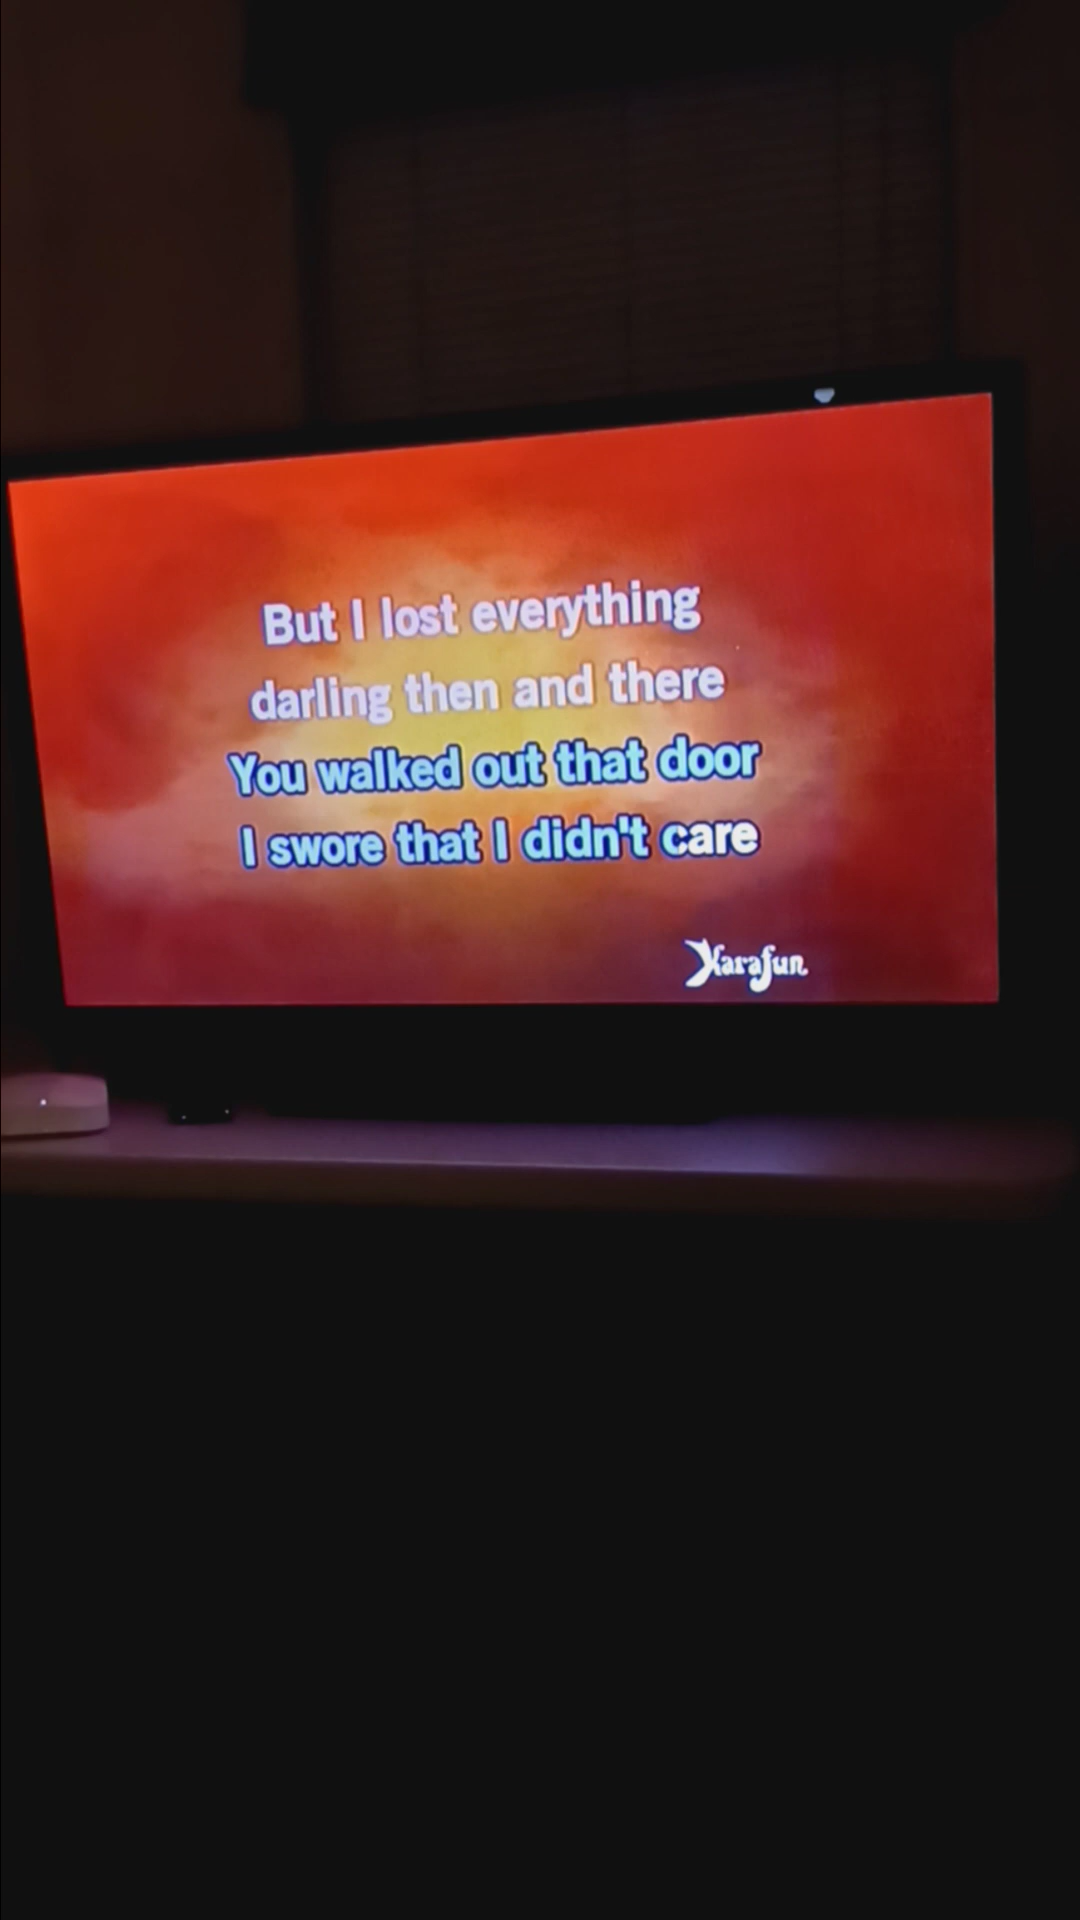 But I lost everything
darling then and there
You walked out that door
I swore that I didn't care
Karafun